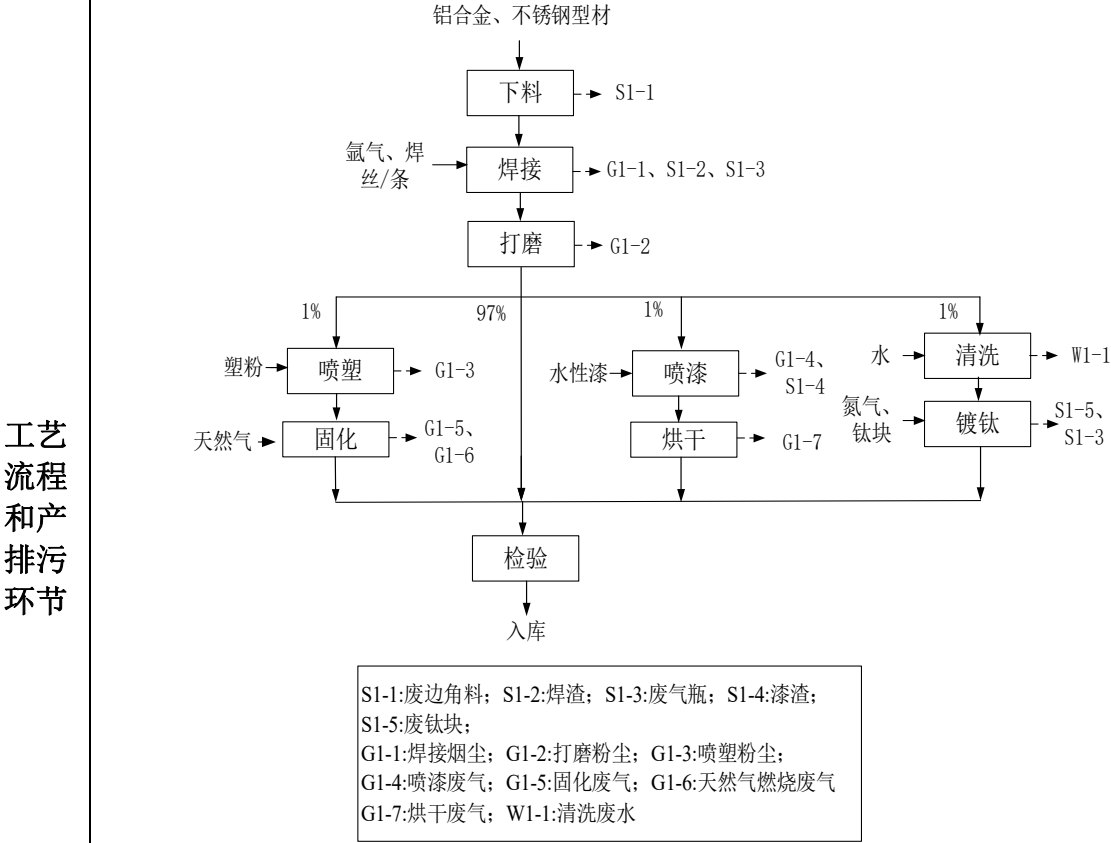 工艺
流程
和产
排污
环节
铝合金、不锈钢型材
下料
S1-1
氩气、焊
丝/条
焊接
G1-1、S1-2、S1-3
打磨
G1-2
1%
97%
1%
1%
塑粉
喷塑
G1-3
水性漆
喷漆
G1-4、
S1-4
水
清洗
W1-1
天然气
固化
G1-5、
G1-6
烘干
G1-7
氮气、
钛块
镀钛
S1-5、
S1-3
检验
入库
S1-1:废边角料；S1-2:焊渣；S1-3:废气瓶；S1-4:漆渣；
S1-5:废钛块；
G1-1:焊接烟尘；G1-2:打磨粉尘；G1-3:喷塑粉尘；
G1-4:喷漆废气；G1-5:固化废气；G1-6:天然气燃烧废气
G1-7:烘干废气；W1-1:清洗废水